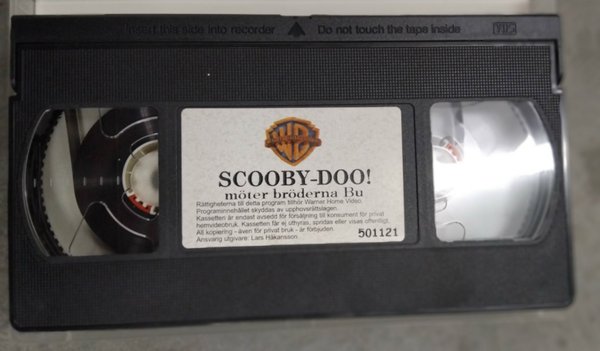 Insert this side into recorder ▲ Do not touch the tape inside VHS
WB
SCOOBY-DOO!
möter bröderna Bu
Rättigheterna till detta program tillhör Warner Home Video.
Programinnehållet skyddas av upphovsrättslagen.
Kassetten är endast avsedd för försäljning till konsument för privat
hemvideobruk. Kassetten får ej uthyras, spridas eller visas offentligt.
All kopiering - även för privat bruk - är förbjuden.
Ansvarig utgivare: Lars Håkansson
501121